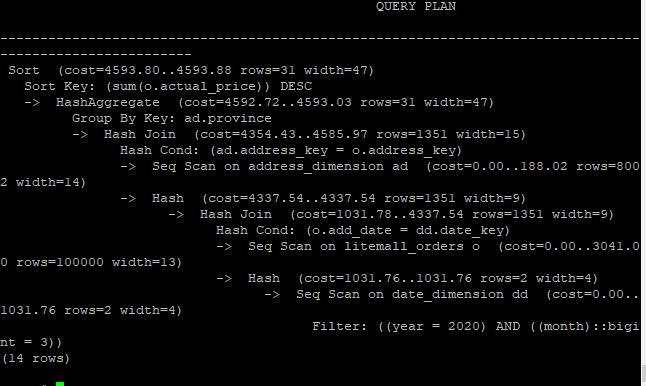 QUERY PLAN
--------------------------------------------------------------------------------
------------------------
Sort  (cost=4593.80..4593.88 rows=31 width=47)
Sort Key: (sum(o.actual_price)) DESC
->  HashAggregate  (cost=4592.72..4593.03 rows=31 width=47)
Group By Key: ad.province
->  Hash Join  (cost=4354.43..4585.97 rows=1351 width=15)
Hash Cond: (ad.address_key = o.address_key)
->  Seq Scan on address_dimension ad  (cost=0.00..188.02 rows=800
2 width=14)
->  Hash  (cost=4337.54..4337.54 rows=1351 width=9)
->  Hash Join  (cost=1031.78..4337.54 rows=1351 width=9)
Hash Cond: (o.add_date = dd.date_key)
->  Seq Scan on litemall_orders o  (cost=0.00..3041.0
0 rows=100000 width=13)
->  Hash  (cost=1031.76..1031.76 rows=2 width=4)
->  Seq Scan on date_dimension dd  (cost=0.00..
1031.76 rows=2 width=4)
Filter: ((year = 2020) AND ((month)::bigi
nt = 3))
(14 rows)